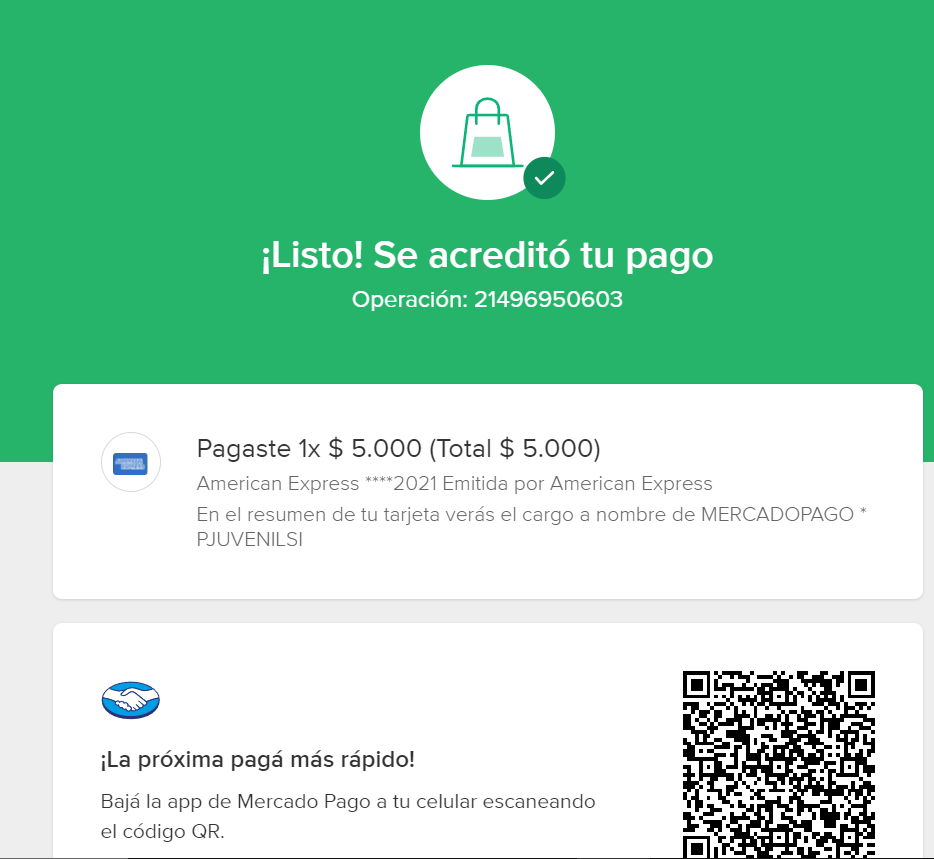 ¡Listo! Se acreditó tu pago
Operación: 21496950603
Pagaste 1x $ 5.000 (Total $ 5.000)
American Express ****2021 Emitida por American Express
En el resumen de tu tarjeta verás el cargo a nombre de MERCADOPAGO *
PJUVENILSI
¡La próxima pagá más rápido!
Bajá la app de Mercado Pago a tu celular escaneando
el código QR.